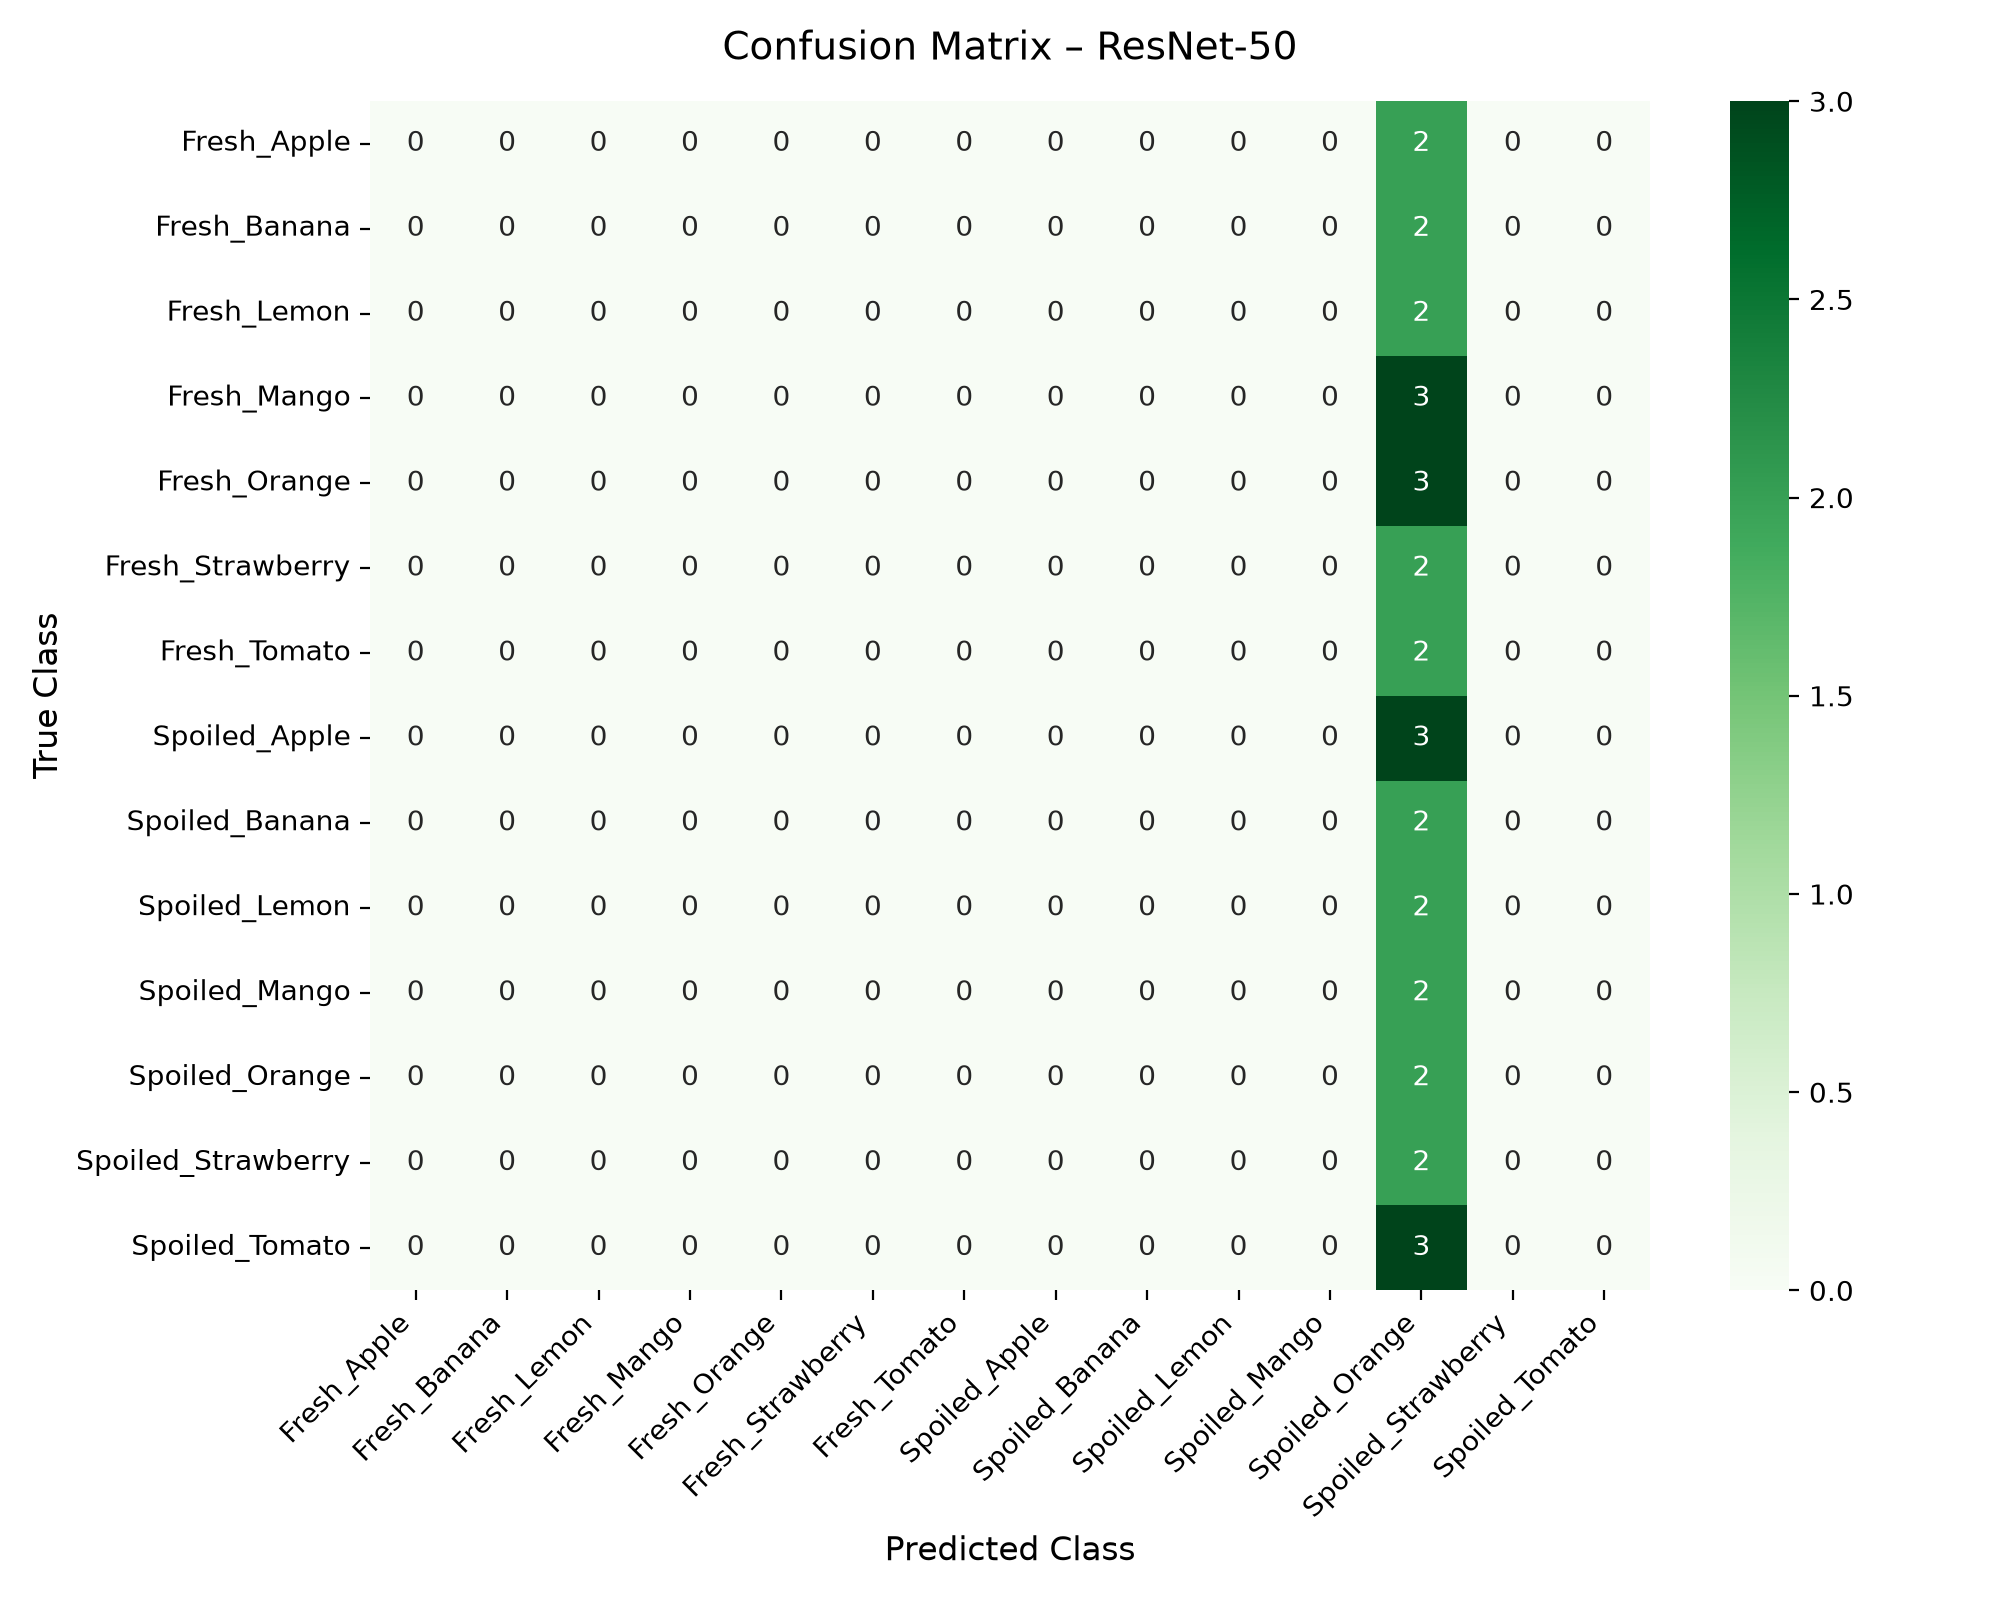 Confusion Matrix – ResNet-50
Fresh_Apple 0 0 0 0 0 0 0 0 0 0 0 2 0 0
Fresh_Banana 0 0 0 0 0 0 0 0 0 0 0 2 0 0
Fresh_Lemon 0 0 0 0 0 0 0 0 0 0 0 2 0 0
Fresh_Mango 0 0 0 0 0 0 0 0 0 0 0 3 0 0
Fresh_Orange 0 0 0 0 0 0 0 0 0 0 0 3 0 0
Fresh_Strawberry 0 0 0 0 0 0 0 0 0 0 0 2 0 0
Fresh_Tomato 0 0 0 0 0 0 0 0 0 0 0 2 0 0
Spoiled_Apple 0 0 0 0 0 0 0 0 0 0 0 3 0 0
Spoiled_Banana 0 0 0 0 0 0 0 0 0 0 0 2 0 0
Spoiled_Lemon 0 0 0 0 0 0 0 0 0 0 0 2 0 0
Spoiled_Mango 0 0 0 0 0 0 0 0 0 0 0 2 0 0
Spoiled_Orange 0 0 0 0 0 0 0 0 0 0 0 2 0 0
Spoiled_Strawberry 0 0 0 0 0 0 0 0 0 0 0 2 0 0
Spoiled_Tomato 0 0 0 0 0 0 0 0 0 0 0 3 0 0
True Class
Fresh_Apple
Fresh_Banana
Fresh_Lemon
Fresh_Mango
Fresh_Orange
Fresh_Strawberry
Fresh_Tomato
Spoiled_Apple
Spoiled_Banana
Spoiled_Lemon
Spoiled_Mango
Spoiled_Orange
Spoiled_Strawberry
Spoiled_Tomato
Predicted Class
3.0
2.5
2.0
1.5
1.0
0.5
0.0